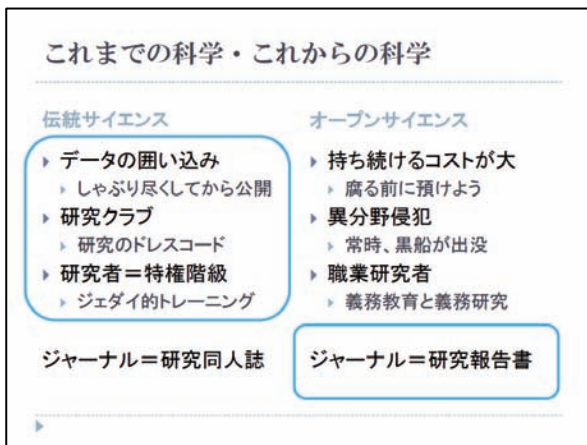 これまでの科学・これからの科学
伝統サイエンス
データの囲い込み
しゃぶり尽くしてから公開
研究クラブ
研究のドレスコード
研究者＝特権階級
ジェダイ的トレーニング
ジャーナル＝研究同人誌
オープンサイエンス
持ち続けるコストが大
腐る前に預けよう
異分野侵犯
常時、黒船が出没
職業研究者
義務教育と義務研究
ジャーナル＝研究報告書